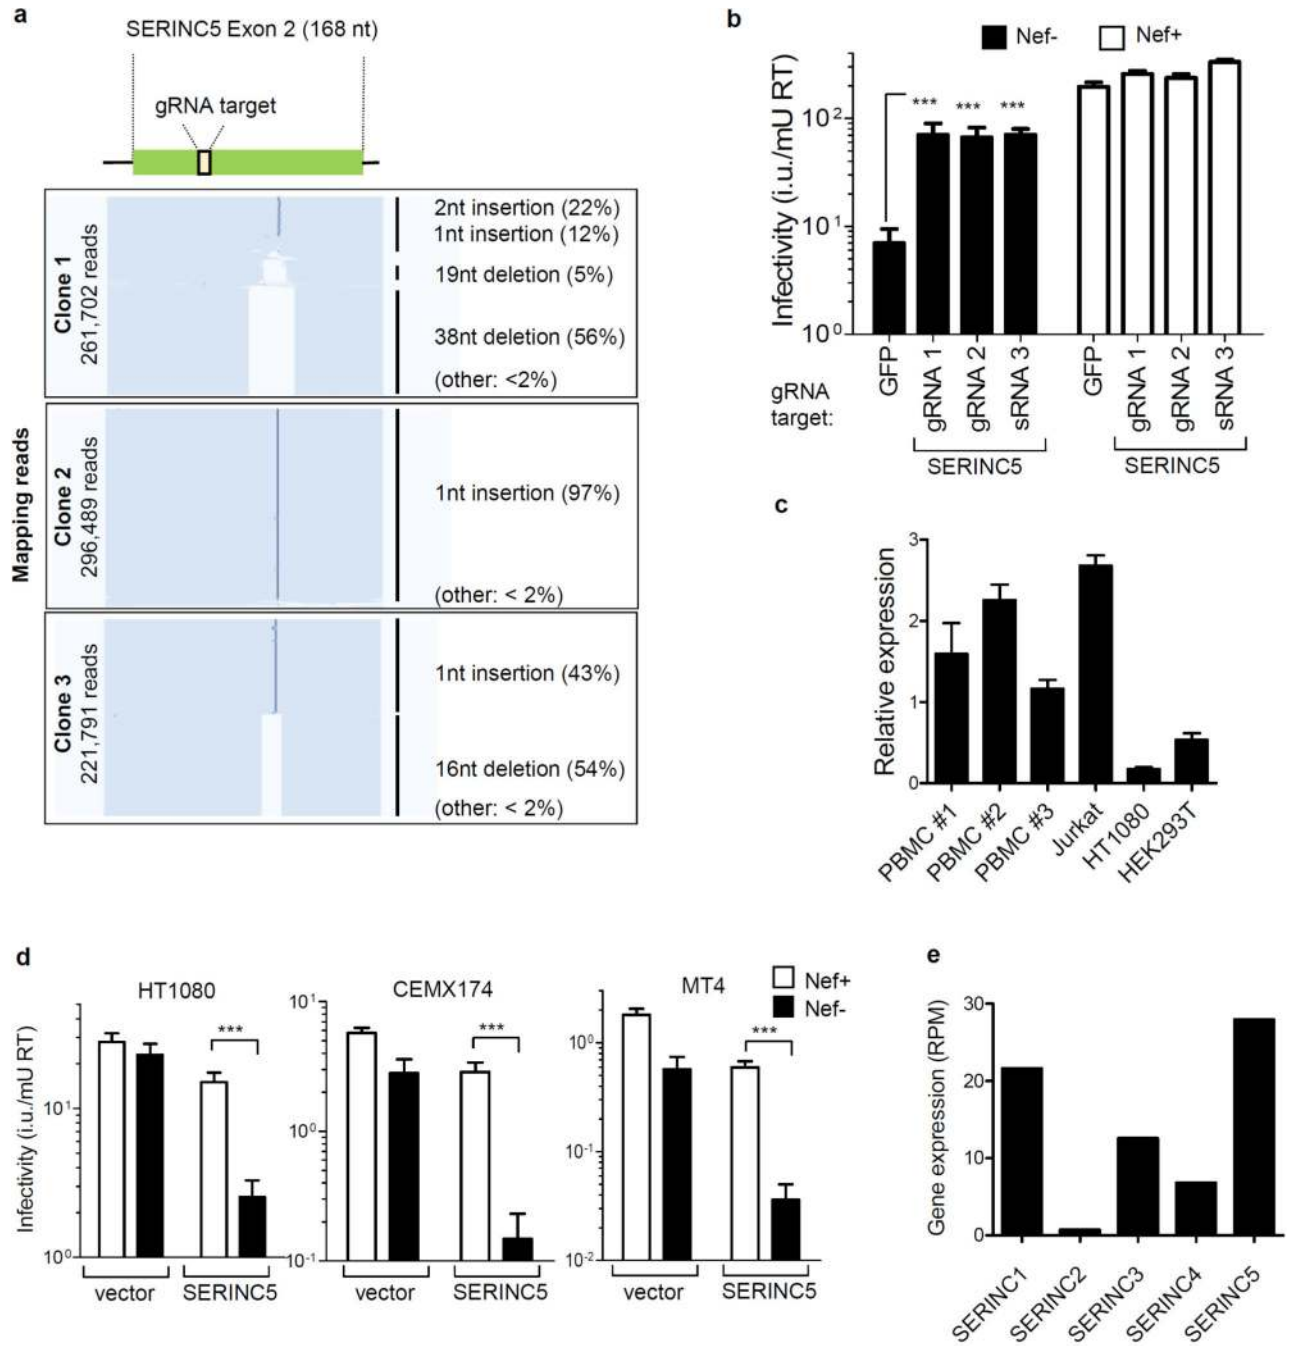 a
SERINC5 Exon 2 (168 nt)
gRNA target
Mapping reads
Clone 1
261,702 reads
2nt insertion (22%)
1nt insertion (12%)
19nt deletion (5%)
38nt deletion (56%)
(other: <2%)
Clone 2
296,489 reads
1nt insertion (97%)
(other: < 2%)
Clone 3
221,791 reads
1nt insertion (43%)
16nt deletion (54%)
(other: < 2%)
b
Nef-
Nef+
Infectivity (i.u./mU RT)
10²
10¹
10⁰
***
***
***
gRNA
target:
GFP
gRNA 1
gRNA 2
sRNA 3
GFP
gRNA 1
gRNA 2
sRNA 3
SERINC5
SERINC5
c
Relative expression
3
2
1
0
PBMC #1
PBMC #2
PBMC #3
Jurkat
HT1080
HEK293T
d
Nef+
Nef-
Infectivity (i.u./mU RT)
HT1080
10¹
10⁰
***
vector
SERINC5
CEMX174
10¹
10⁰
10⁻¹
***
vector
SERINC5
MT4
10⁰
10⁻¹
10⁻²
***
vector
SERINC5
e
Gene expression (RPM)
30
20
10
0
SERINC1
SERINC2
SERINC3
SERINC4
SERINC5